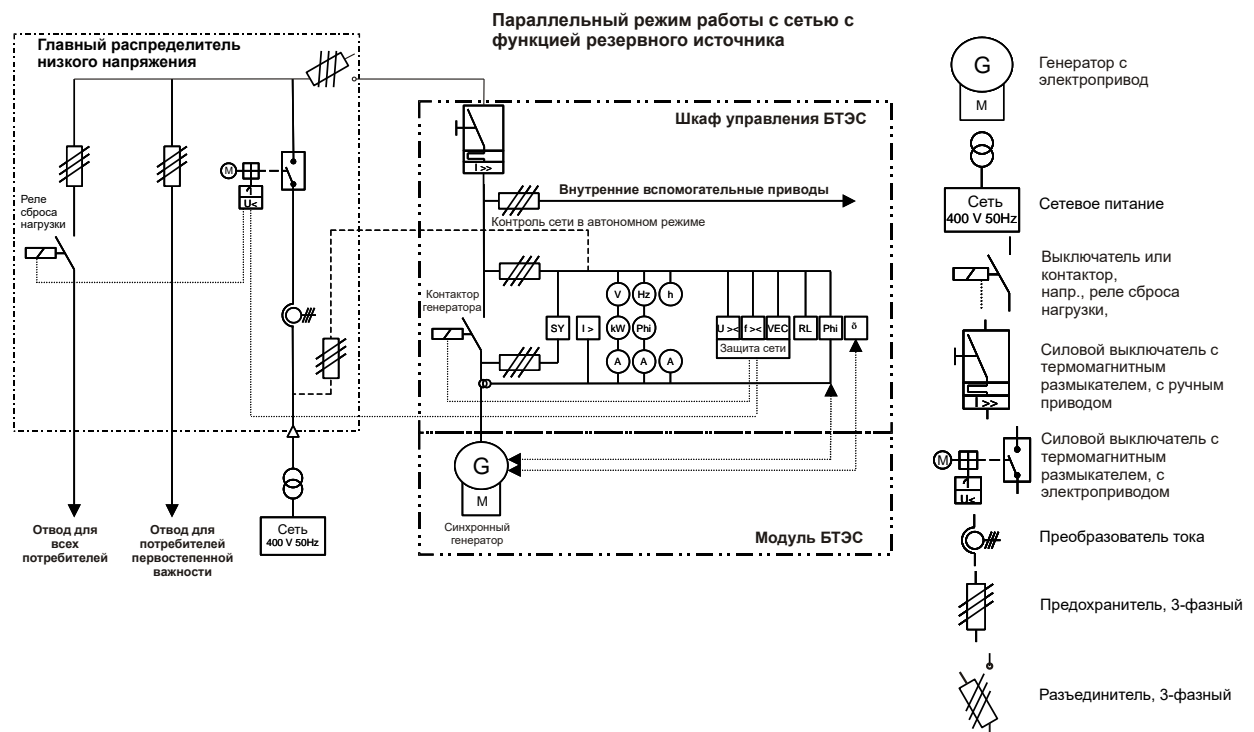 Параллельный режим работы с сетью с
функцией резервного источника
Главный распределитель
низкого напряжения
Реле
сброса
нагрузки
M
U<
Отвод для
всех
потребителей
Отвод для
потребителей
первостепенной
важности
Сеть
400 V 50Hz
Шкаф управления БТЭС
I >>
Внутренние вспомогательные приводы
Контроль сети в автономном режиме
Контактор
генератора
SY
I >
V
Hz
h
kW
Phi
A
A
A
U ><
f ><
VEC
Защита сети
RL
Phi
δ
G
M
Синхронный
генератор
Модуль БТЭС
G
M
Генератор с
электропривод
Сеть
400 V 50Hz
Сетевое питание
Выключатель или
контактор,
напр., реле сброса
нагрузки,
I >>
Силовой выключатель с
термомагнитным
размыкателем, с ручным
приводом
M
U<
Силовой выключатель с
термомагнитным
размыкателем, с
электроприводом
Преобразователь тока
Предохранитель, 3-фазный
Разъединитель, 3-фазный